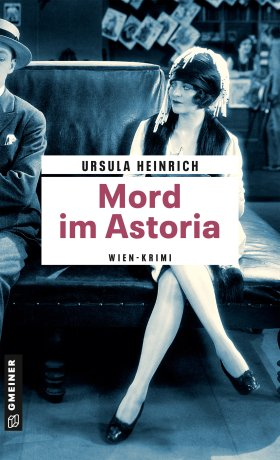 URSULA HEINRICH
Mord
im Astoria
WIEN-KRIMI
GMEINER